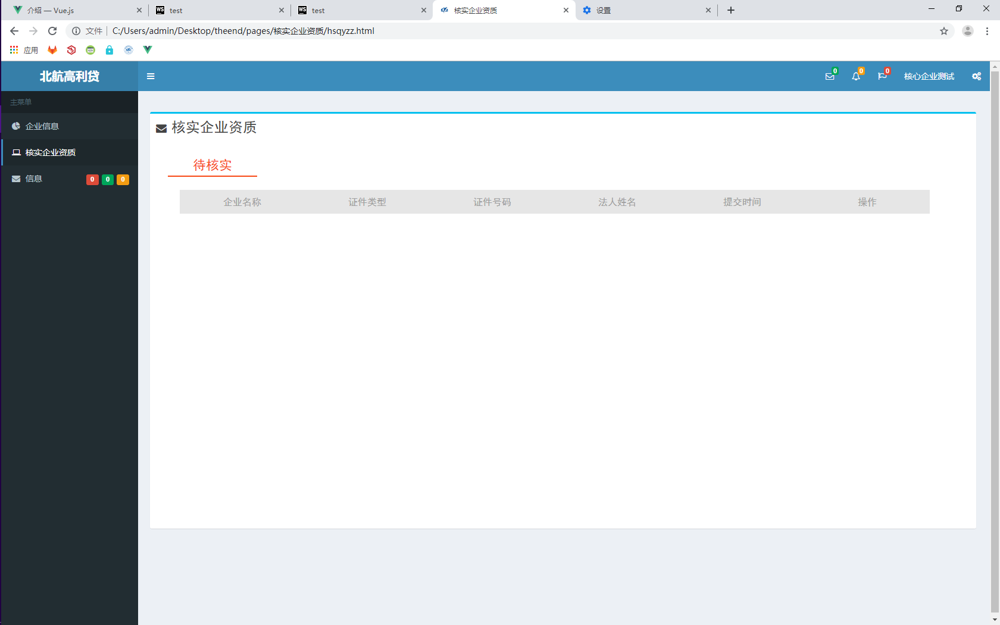 介绍 — Vue.js
WS test
WS test
核实企业资质
设置
文件 C:/Users/admin/Desktop/theend/pages/核实企业资质/hsqyzz.html
应用
北航高利贷
0 0 0 核心企业测试
主菜单
企业信息
核实企业资质
信息 0 0 0
核实企业资质
待核实
企业名称 证件类型 证件号码 法人姓名 提交时间 操作